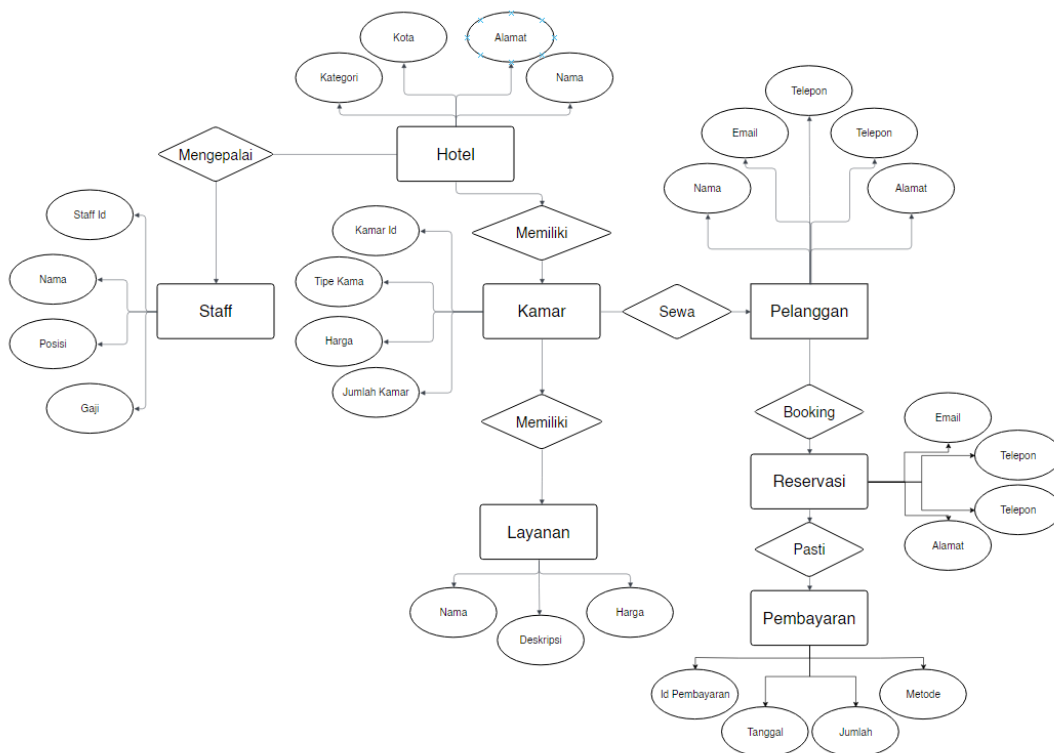 Kota
Alamat
Kategori
Nama
Telepon
Email
Telepon
Mengepalai
Hotel
Nama
Alamat
Staff Id
Kamar Id
Memiliki
Nama
Tipe Kama
Staff
Kamar
Sewa
Pelanggan
Posisi
Harga
Jumlah Kamar
Gaji
Memiliki
Booking
Email
Telepon
Reservasi
Telepon
Layanan
Alamat
Pasti
Nama
Harga
Pembayaran
Deskripsi
Id Pembayaran
Metode
Tanggal
Jumlah